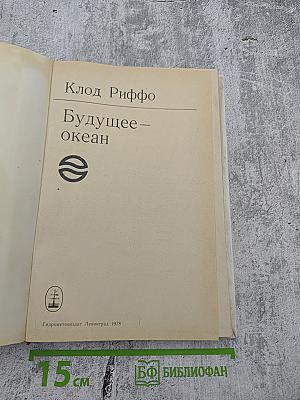 Клод Риффо
Будущее —
океан
Гидрометеоиздат Ленинград 1978
15 см.
БФ БИБЛИОФАН